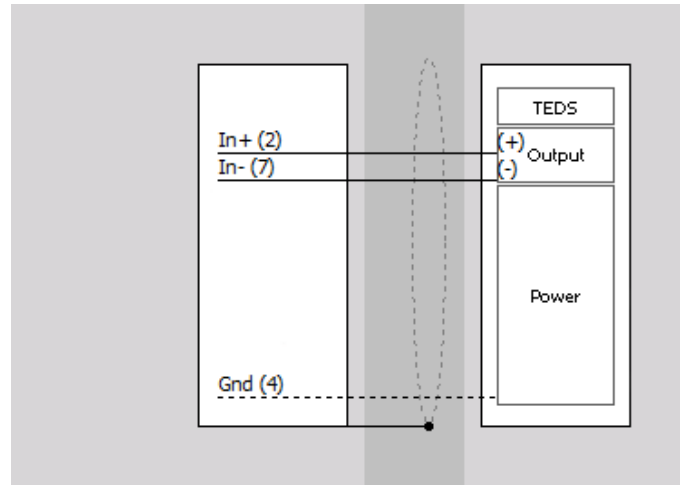 TEDS
In+ (2)
(+)
Output
In- (7)
(-)
Power
Gnd (4)